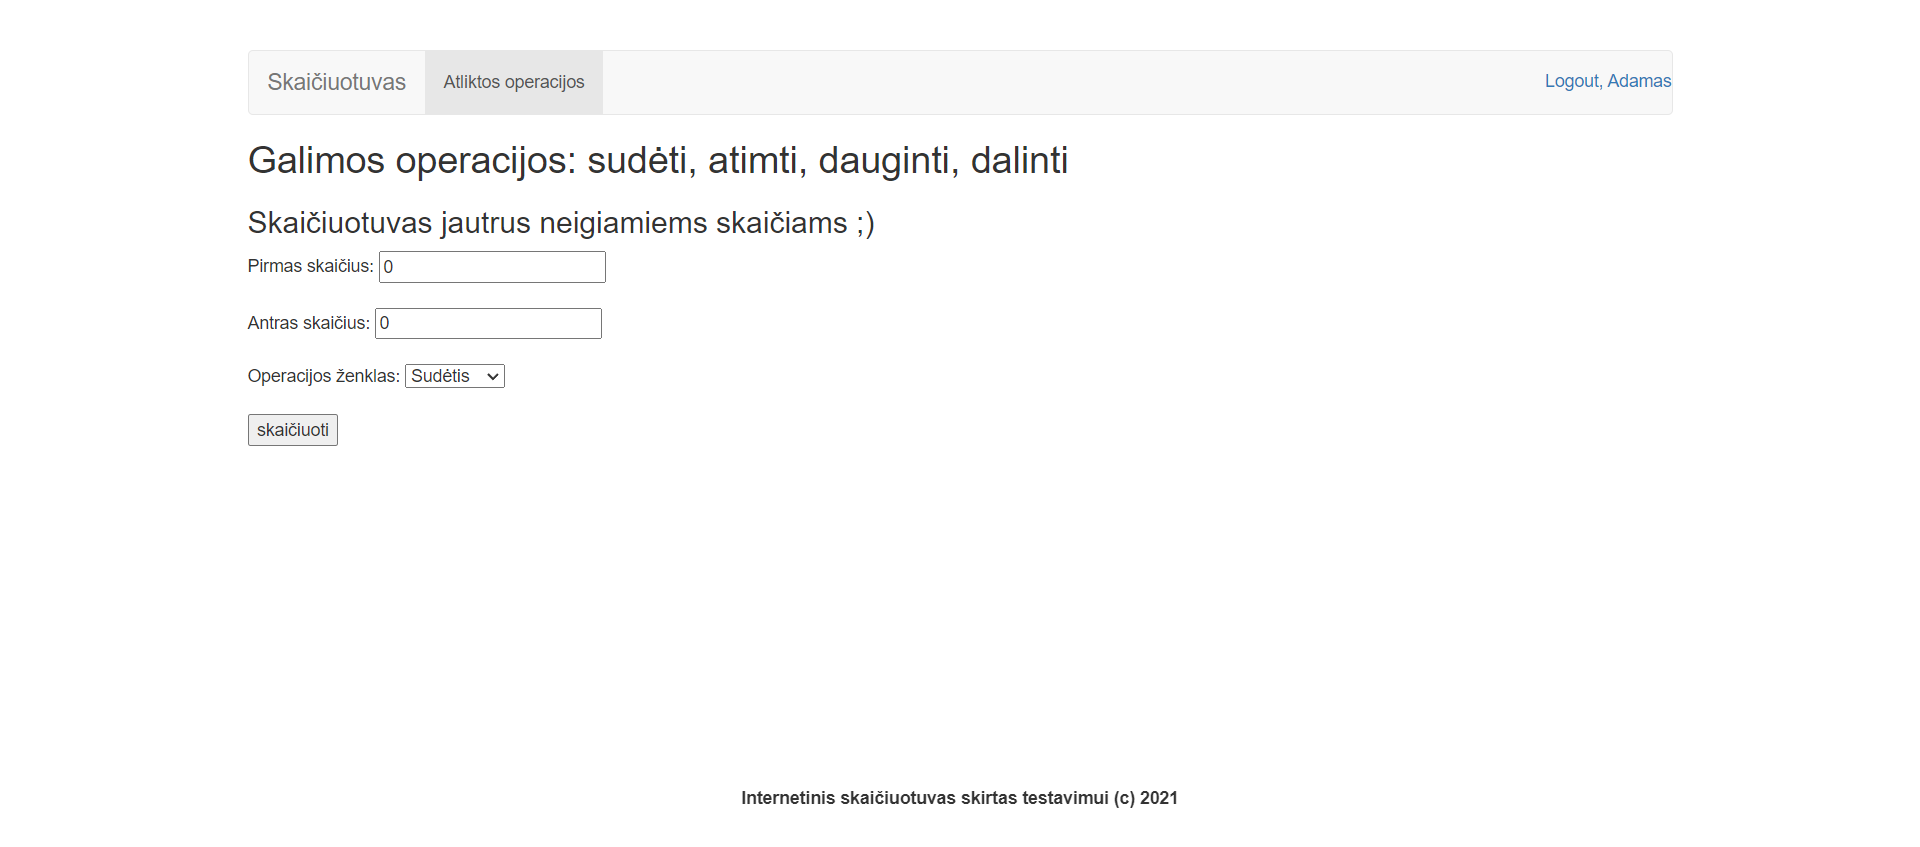 Skaičiuotuvas Atliktos operacijos Logout, Adamas
Galimos operacijos: sudėti, atimti, dauginti, dalinti
Skaičiuotuvas jautrus neigiamiems skaičiams ;)
Pirmas skaičius: 0
Antras skaičius: 0
Operacijos ženklas: Sudėtis
skaičiuoti
Internetinis skaičiuotuvas skirtas testavimui (c) 2021